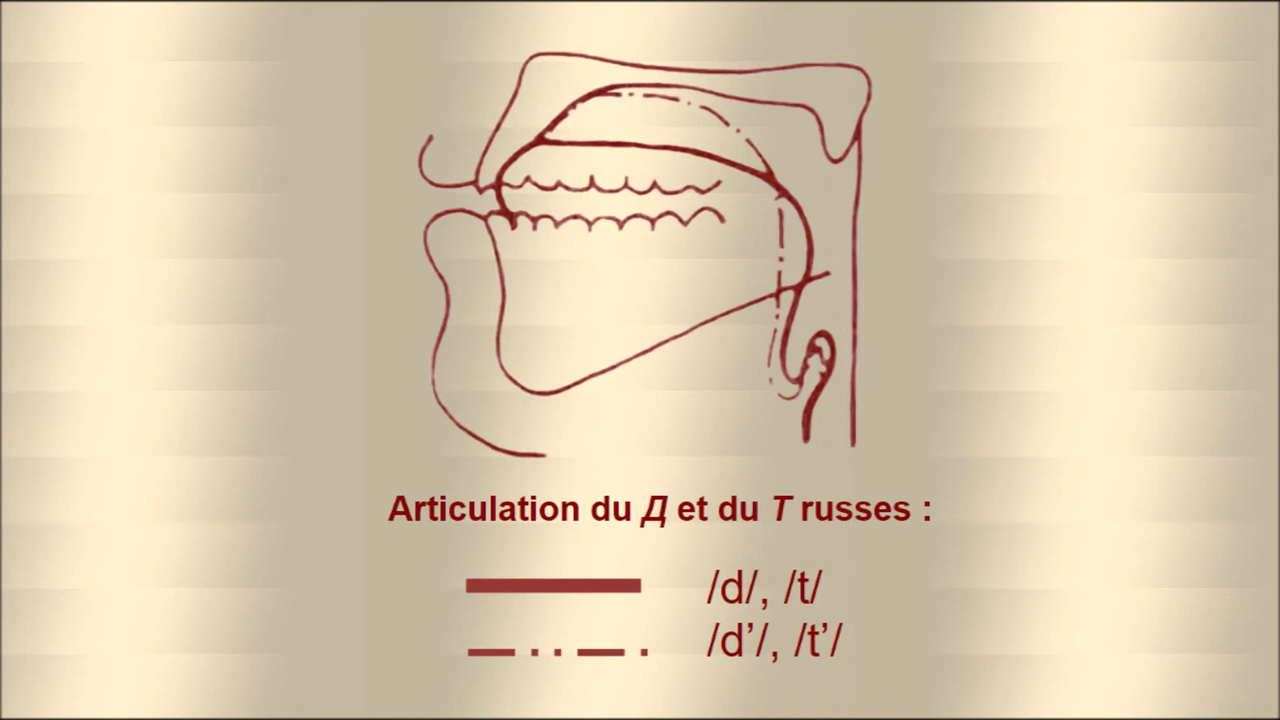 Articulation du Д et du Т russes :
/d/, /t/
/d’/, /t’/